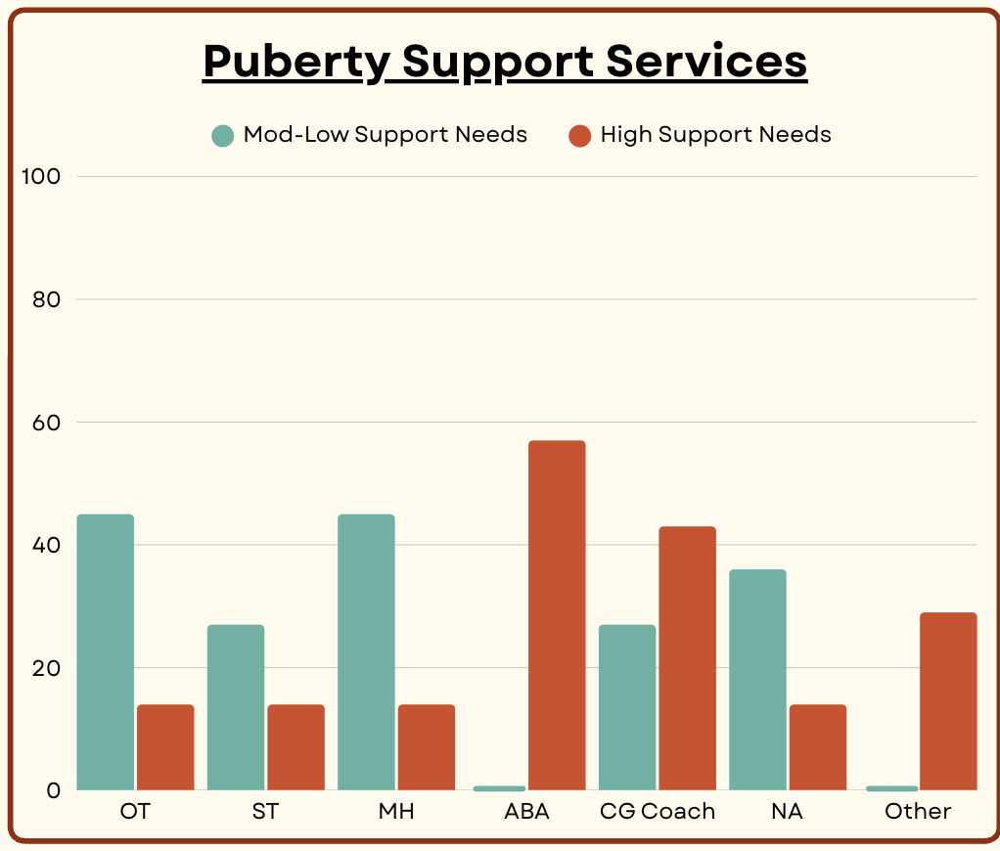 Puberty Support Services
Mod-Low Support Needs High Support Needs
100
80
60
40
20
0
OT ST MH ABA CG Coach NA Other